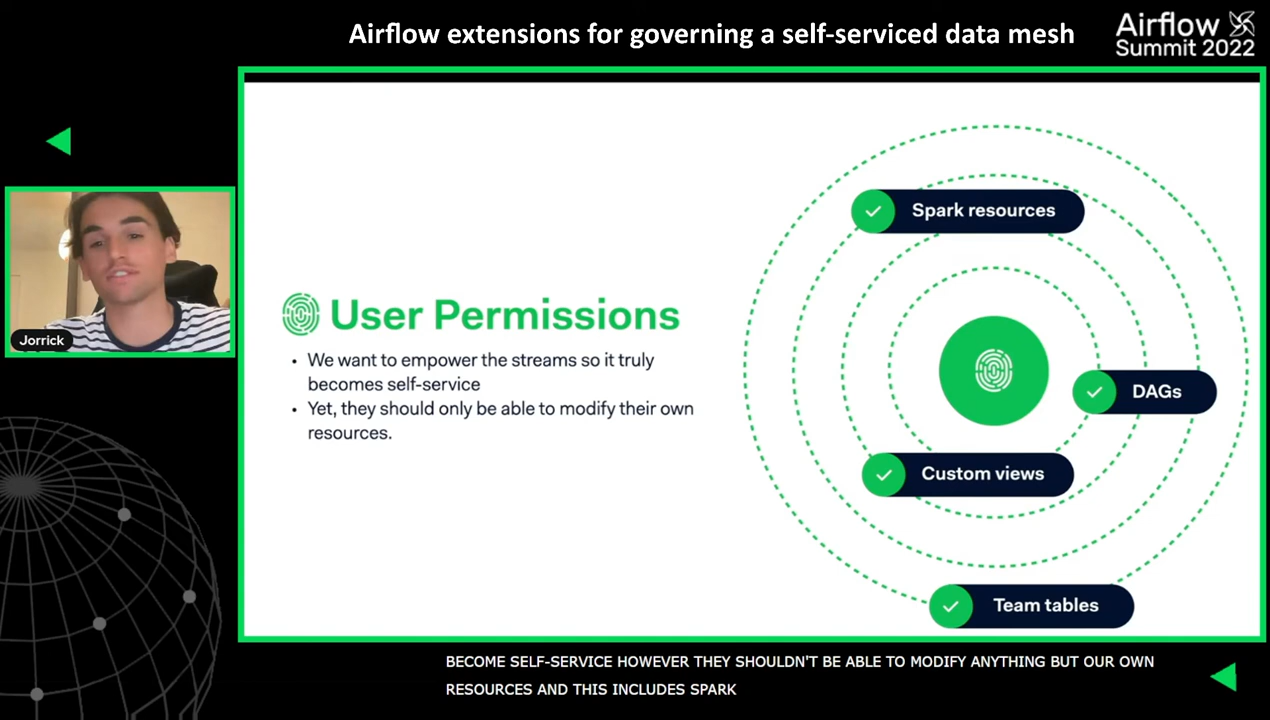 Airflow extensions for governing a self-serviced data mesh
Airflow
Summit 2022
Jorrick
User Permissions
• We want to empower the streams so it truly
becomes self-service
• Yet, they should only be able to modify their own
resources.
Spark resources
DAGs
Custom views
Team tables
BECOME SELF-SERVICE HOWEVER THEY SHOULDN'T BE ABLE TO MODIFY ANYTHING BUT OUR OWN
RESOURCES AND THIS INCLUDES SPARK